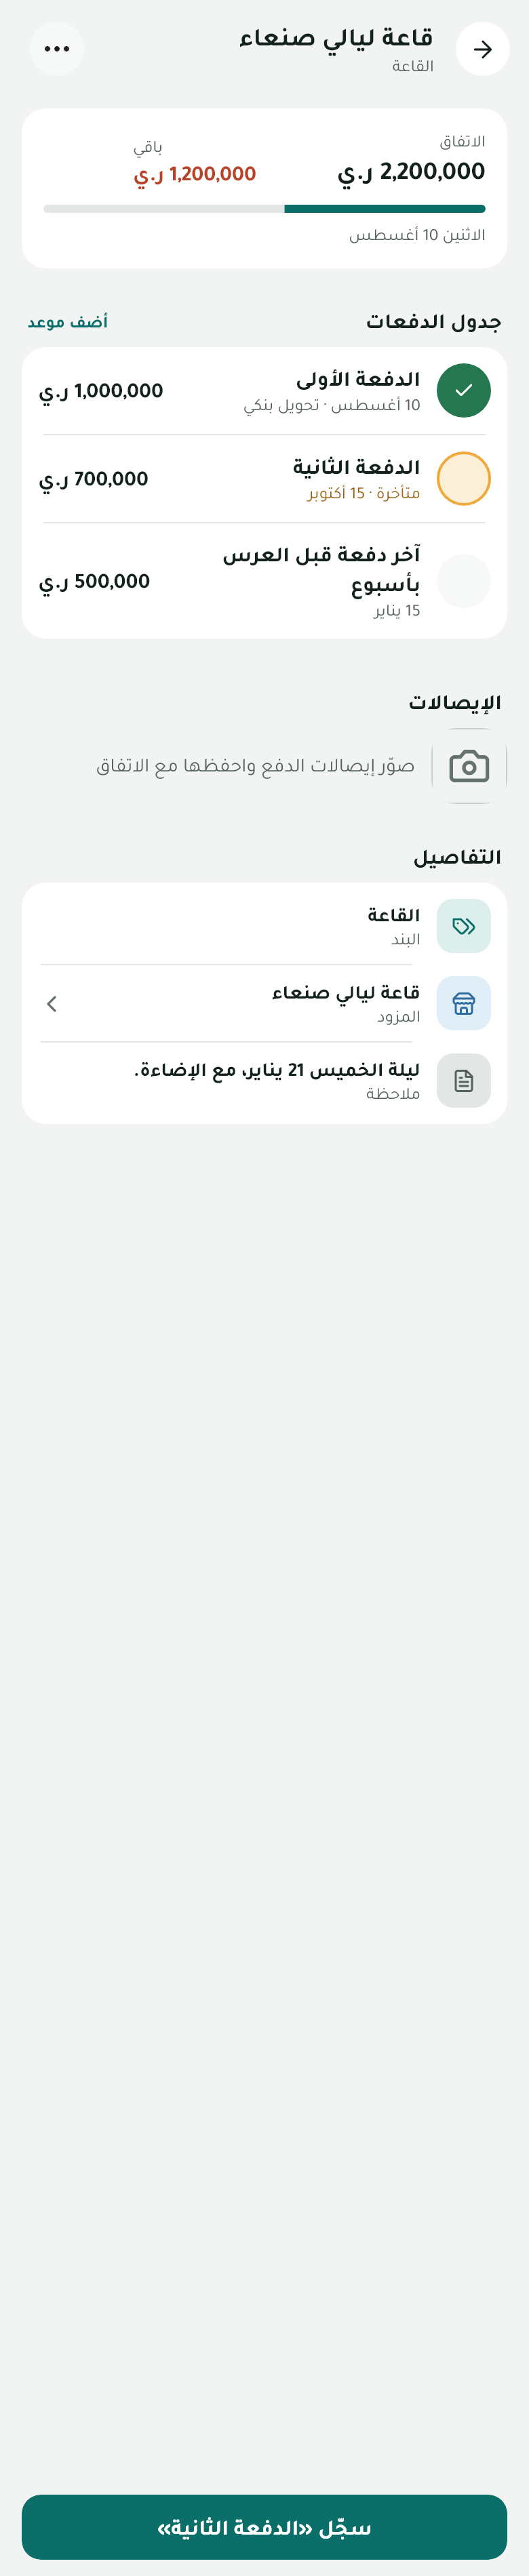 قاعة ليالي صنعاء
القاعة
الاتفاق
2,200,000 ر.ي
باقي
1,200,000 ر.ي
الاثنين 10 أغسطس
جدول الدفعات
أضف موعد
الدفعة الأولى
10 أغسطس · تحويل بنكي
1,000,000 ر.ي
الدفعة الثانية
متأخرة · 15 أكتوبر
700,000 ر.ي
آخر دفعة قبل العرس
بأسبوع
15 يناير
500,000 ر.ي
الإيصالات
صوّر إيصالات الدفع واحفظها مع الاتفاق
التفاصيل
القاعة
البند
قاعة ليالي صنعاء
المزود
ليلة الخميس 21 يناير، مع الإضاءة.
ملاحظة
سجّل «الدفعة الثانية»